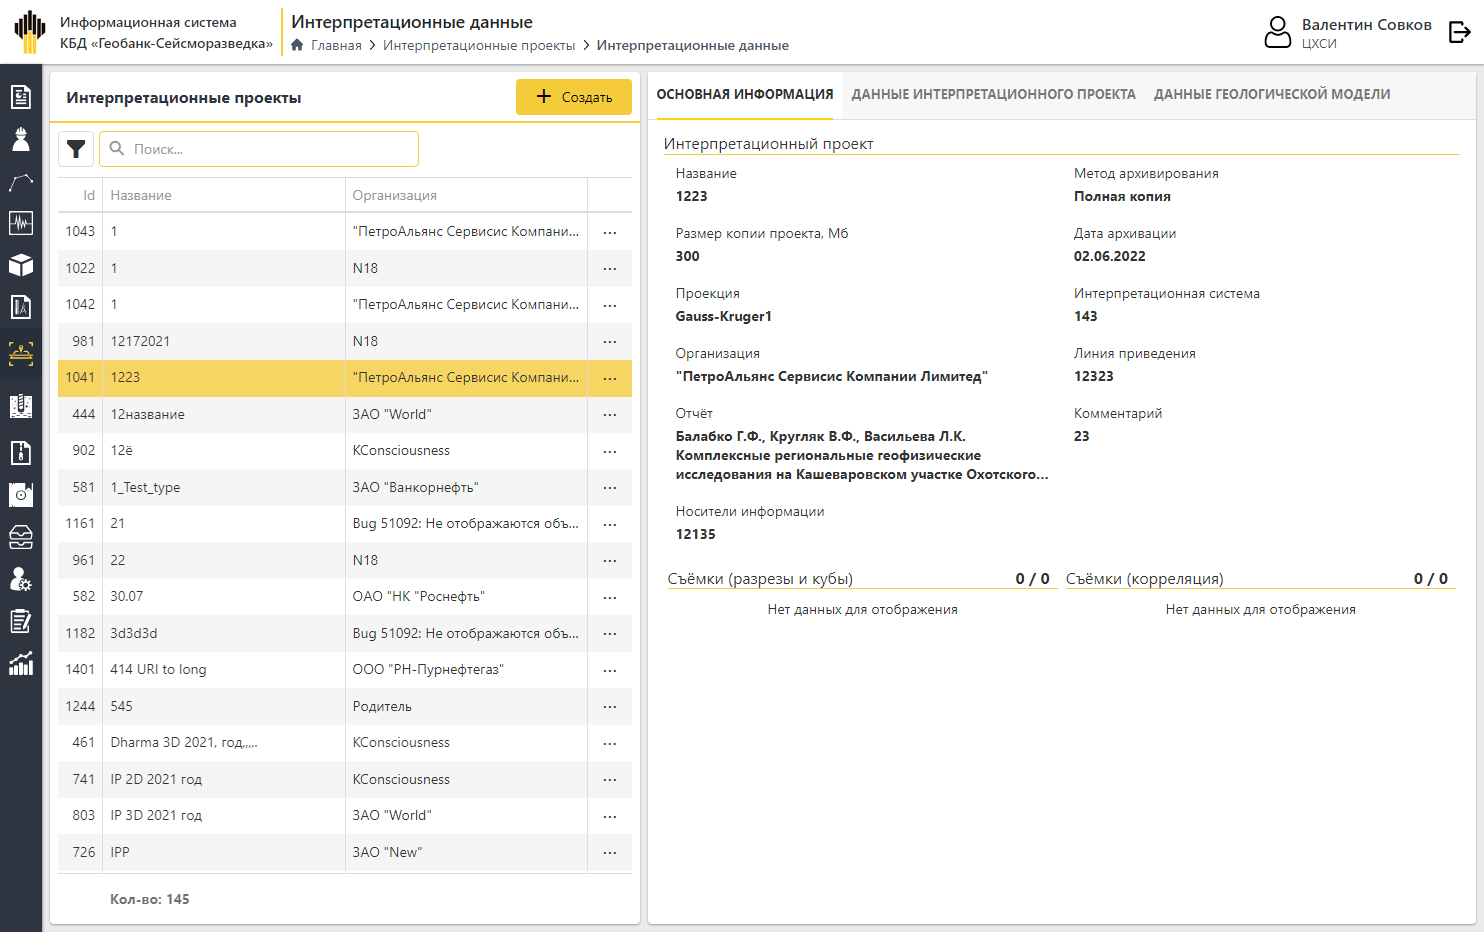 Информационная система
КБД «Геобанк-Сейсморазведка»
Интерпретационные данные
Главная > Интерпретационные проекты > Интерпретационные данные
Валентин Совков
ЦХСИ
Интерпретационные проекты
+ Создать
Поиск...
Id Название Организация
1043 1 "ПетроАльянс Сервисис Компани... ...
1022 1 N18 ...
1042 1 "ПетроАльянс Сервисис Компани... ...
981 12172021 N18 ...
1041 1223 "ПетроАльянс Сервисис Компани... ...
444 12название ЗАО "World" ...
902 12ё KConsciousness ...
581 1_Test_type ЗАО "Ванкорнефть" ...
1161 21 Bug 51092: Не отображаются объ... ...
961 22 N18 ...
582 30.07 ОАО "НК "Роснефть" ...
1182 3d3d3d Bug 51092: Не отображаются объ... ...
1401 414 URI to long ООО "РН-Пурнефтегаз" ...
1244 545 Родитель ...
461 Dharma 3D 2021, год,,,,. KConsciousness ...
741 IP 2D 2021 год KConsciousness ...
803 IP 3D 2021 год ЗАО "World" ...
726 IPP ЗАО "New" ...
Кол-во: 145
ОСНОВНАЯ ИНФОРМАЦИЯ ДАННЫЕ ИНТЕРПРЕТАЦИОННОГО ПРОЕКТА ДАННЫЕ ГЕОЛОГИЧЕСКОЙ МОДЕЛИ
Интерпретационный проект
Название
1223
Метод архивирования
Полная копия
Размер копии проекта, Мб
300
Дата архивации
02.06.2022
Проекция
Gauss-Kruger1
Интерпретационная система
143
Организация
"ПетроАльянс Сервисис Компании Лимитед"
Линия приведения
12323
Отчёт
Балабко Г.Ф., Кругляк В.Ф., Васильева Л.К.
Комплексные региональные геофизические
исследования на Кашеваровском участке Охотского...
Комментарий
23
Носители информации
12135
Съёмки (разрезы и кубы) 0 / 0
Нет данных для отображения
Съёмки (корреляция) 0 / 0
Нет данных для отображения